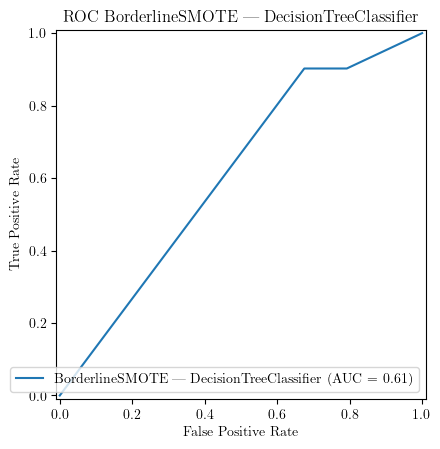 ROC BorderlineSMOTE — DecisionTreeClassifier
1.0
0.8
0.6
0.4
0.2
0.0
True Positive Rate
BorderlineSMOTE — DecisionTreeClassifier (AUC = 0.61)
0.0 0.2 0.4 0.6 0.8 1.0
False Positive Rate